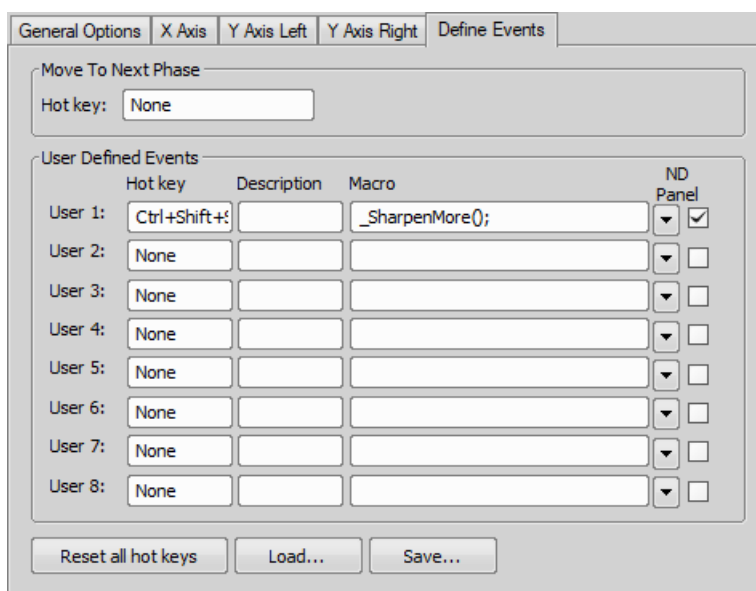 General Options X Axis Y Axis Left Y Axis Right Define Events
Move To Next Phase
Hot key: None
User Defined Events
Hot key Description Macro ND Panel
User 1: Ctrl+Shift+S _SharpenMore();
User 2: None
User 3: None
User 4: None
User 5: None
User 6: None
User 7: None
User 8: None
Reset all hot keys Load... Save...